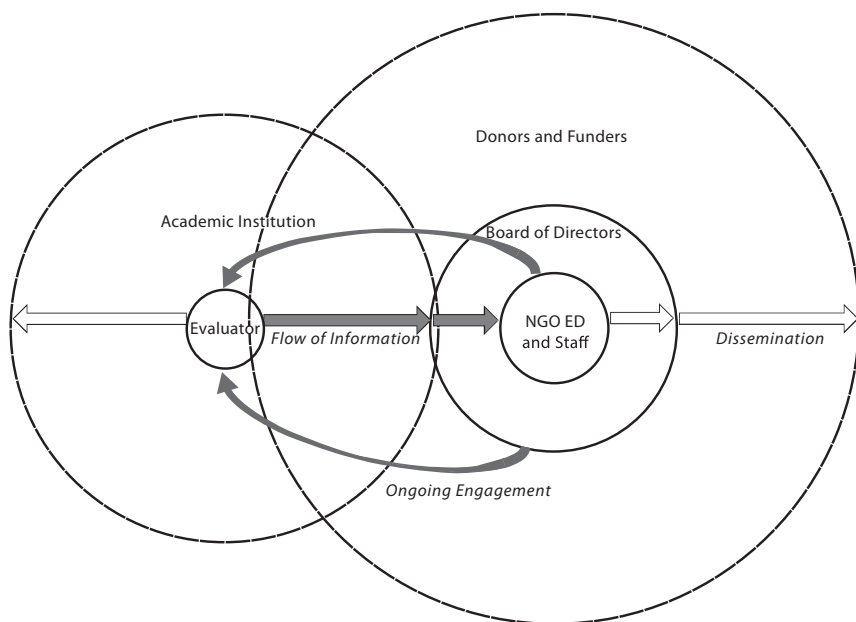 Donors and Funders
Academic Institution
Board of Directors
Evaluator
Flow of Information
NGO ED
and Staff
Dissemination
Ongoing Engagement